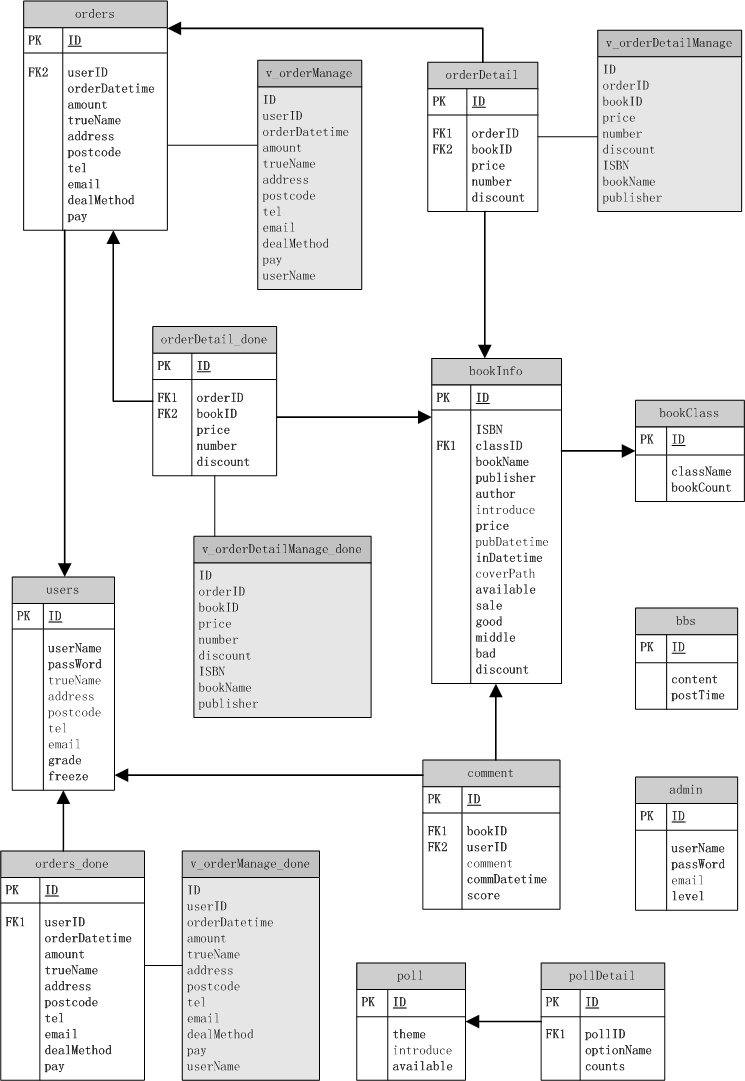 orders
PK ID
FK2 userID
orderDatetime
amount
trueName
address
postcode
tel
email
dealMethod
pay
v_orderManage
ID
userID
orderDatetime
amount
trueName
address
postcode
tel
email
dealMethod
pay
userName
orderDetail
PK ID
FK1 orderID
FK2 bookID
price
number
discount
v_orderDetailManage
ID
orderID
bookID
price
number
discount
ISBN
bookName
publisher
orderDetail_done
PK ID
FK1 orderID
FK2 bookID
price
number
discount
bookInfo
PK ID
ISBN
FK1 classID
bookName
publisher
author
introduce
price
pubDatetime
inDatetime
coverPath
available
sale
good
middle
bad
discount
bookClass
PK ID
className
bookCount
v_orderDetailManage_done
ID
orderID
bookID
price
number
discount
ISBN
bookName
publisher
users
PK ID
userName
passWord
trueName
address
postcode
tel
email
grade
freeze
bbs
PK ID
content
postTime
comment
PK ID
FK1 bookID
FK2 userID
comment
commDatetime
score
admin
PK ID
userName
passWord
email
level
orders_done
PK ID
FK1 userID
orderDatetime
amount
trueName
address
postcode
tel
email
dealMethod
pay
v_orderManage_done
ID
userID
orderDatetime
amount
trueName
address
postcode
tel
email
dealMethod
pay
userName
poll
PK ID
theme
introduce
available
pollDetail
PK ID
FK1 pollID
optionName
counts